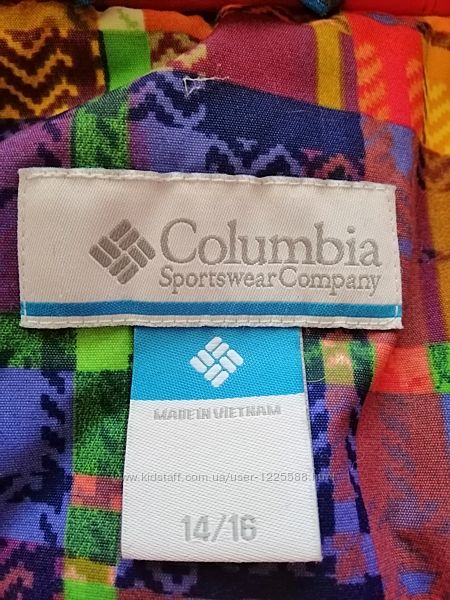 Columbia
Sportswear Company
MADE IN VIETNAM
www.kidstaff.com.ua/user-1225588
14/16